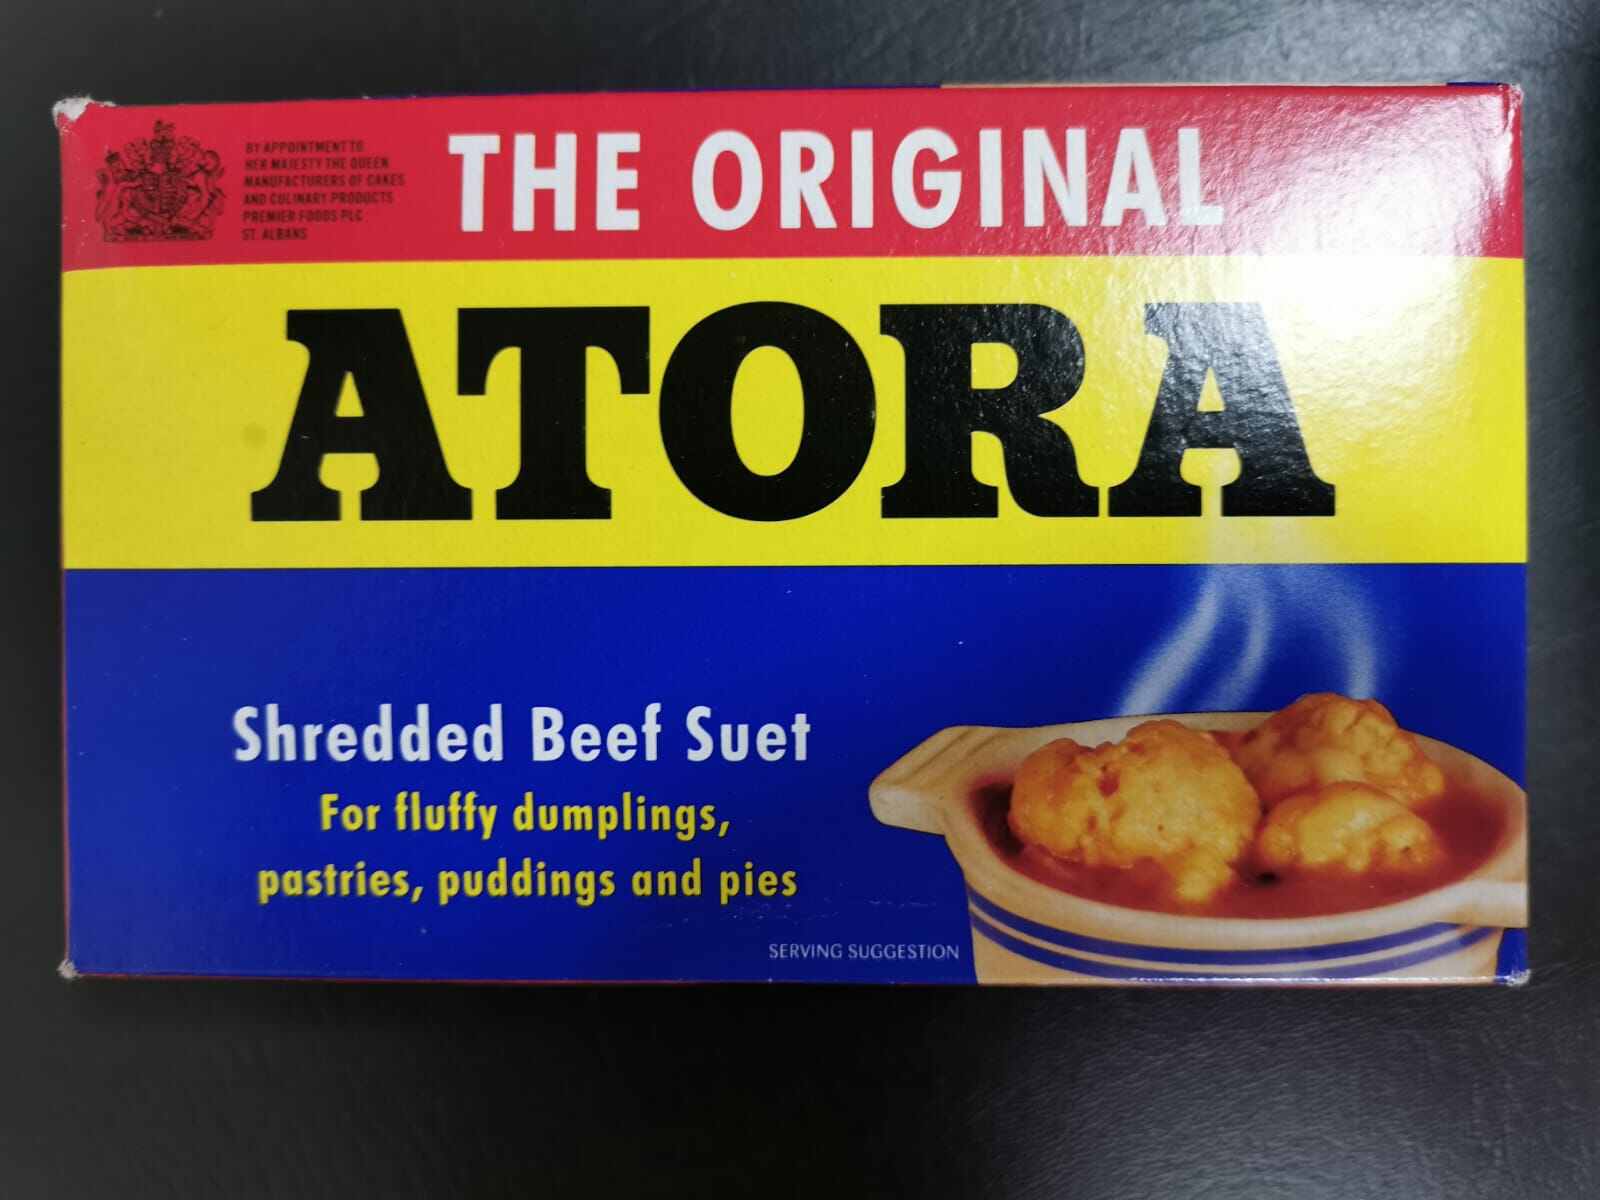 BY APPOINTMENT TO
HER MAJESTY THE QUEEN
MANUFACTURERS OF CAKES
AND CULINARY PRODUCTS
PREMIER FOODS PLC
ST. ALBANS
THE ORIGINAL
ATORA
Shredded Beef Suet
For fluffy dumplings,
pastries, puddings and pies
SERVING SUGGESTION